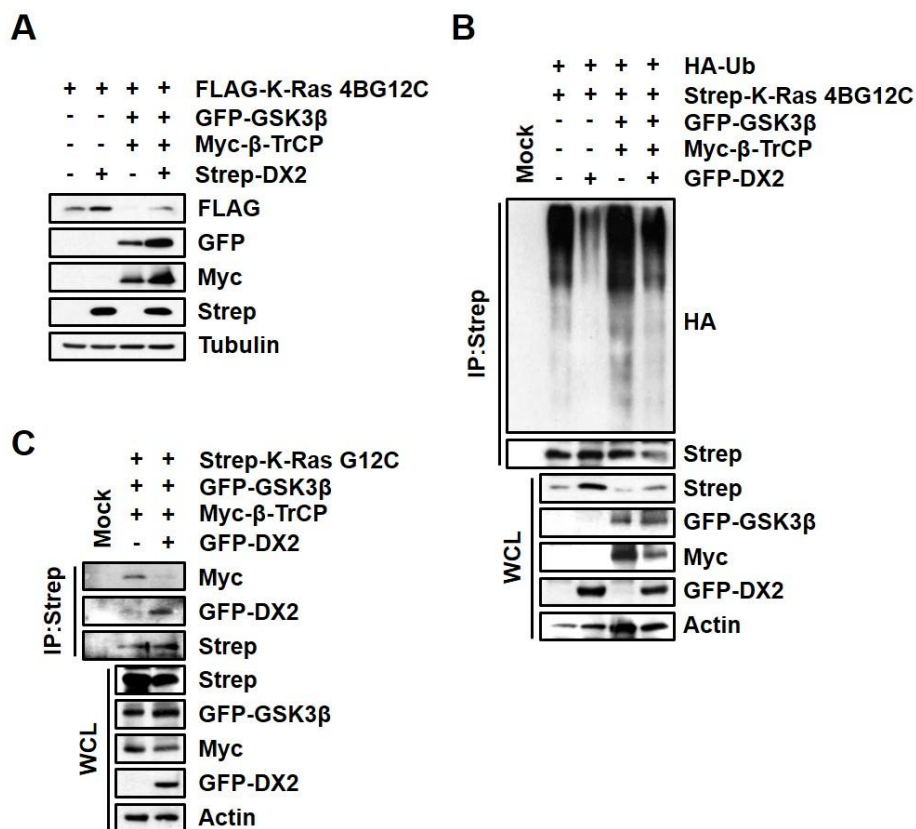 A
+ + + + FLAG-K-Ras 4BG12C
- - + + GFP-GSK3β
- - + + Myc-β-TrCP
- + - + Strep-DX2
FLAG
GFP
Myc
Strep
Tubulin
B
Mock
+ + + + HA-Ub
+ + + + Strep-K-Ras 4BG12C
- - + + GFP-GSK3β
- - + + Myc-β-TrCP
- + - + GFP-DX2
IP:Strep
HA
Strep
WCL
Strep
GFP-GSK3β
Myc
GFP-DX2
Actin
C
Mock
+ + Strep-K-Ras G12C
+ + GFP-GSK3β
+ + Myc-β-TrCP
- + GFP-DX2
IP:Strep
Myc
GFP-DX2
Strep
WCL
Strep
GFP-GSK3β
Myc
GFP-DX2
Actin